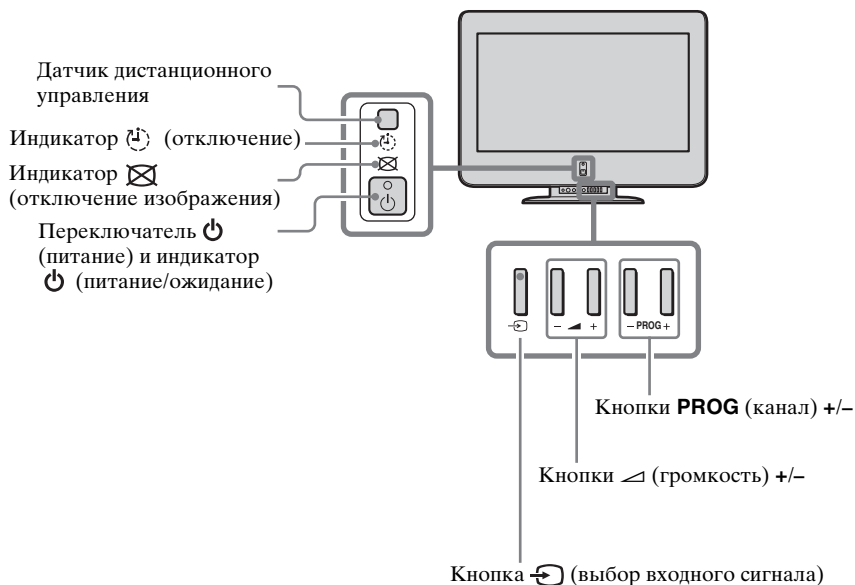 Датчик дистанционного
управления
Индикатор (отключение)
Индикатор
(отключение изображения)
Переключатель
(питание) и индикатор
(питание/ожидание)
– +
– PROG +
Кнопки PROG (канал) +/–
Кнопки (громкость) +/–
Кнопка (выбор входного сигнала)